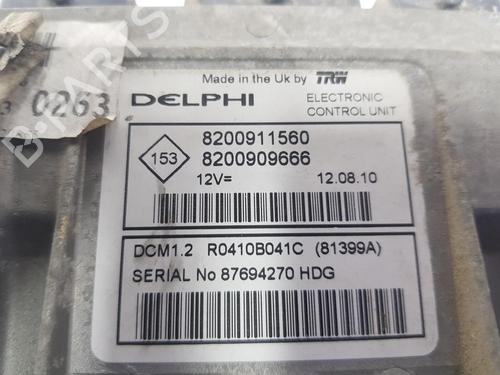 Made in the Uk by TRW
0263
DELPHI
ELECTRONIC
CONTROL UNIT
153
8200911560
8200909666
12V= 12.08.10
DCM1.2 R0410B041C (81399A)
SERIAL No 87694270 HDG
B-PARTS